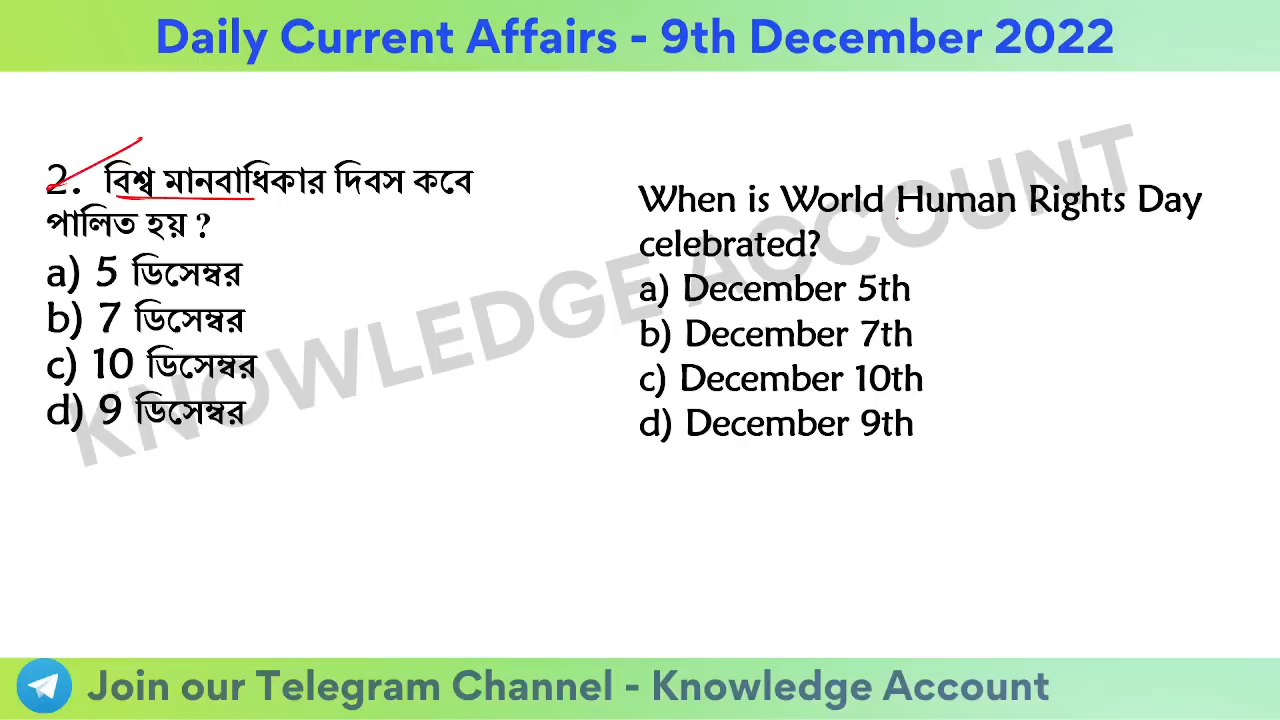 Daily Current Affairs - 9th December 2022
2. বিশ্ব মানবাধিকার দিবস কবে
পালিত হয় ?
a) 5 ডিসেম্বর
b) 7 ডিসেম্বর
c) 10 ডিসেম্বর
d) 9 ডিসেম্বর
When is World Human Rights Day
celebrated?
a) December 5th
b) December 7th
c) December 10th
d) December 9th
KNOWLEDGE ACCOUNT
Join our Telegram Channel - Knowledge Account